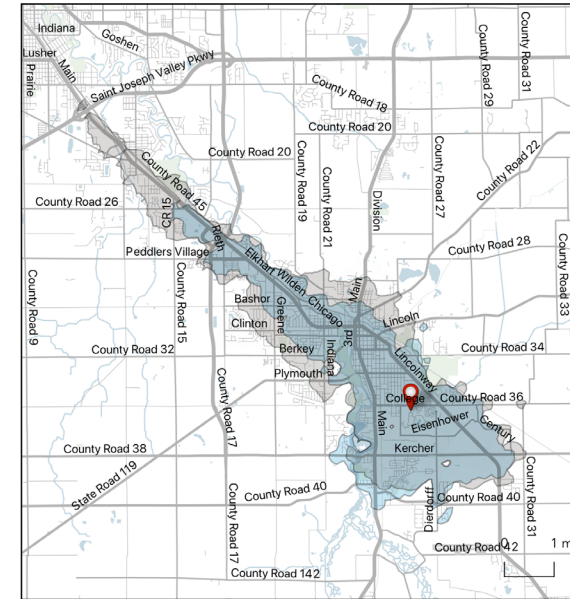 Indiana
Goshen
Lusher
Main
Prairie
Saint Joseph Valley Pkwy
County Road 18
County Road 29
County Road 31
County Road 20
County Road 20
County Road 45
County Road 22
County Road 26
CR 15
County Road 19
County Road 21
Division
County Road 27
Rieth
Peddlers Village
Elkhart
Wilden
Chicago
Main
County Road 28
County Road 33
County Road 9
County Road 15
Bashor
Greene
Clinton
Lincoln
3rd
Berkey
Indiana
County Road 32
County Road 34
Lincolnway
Plymouth
College
County Road 36
Eisenhower
Century
Main
County Road 17
Kercher
County Road 38
State Road 119
County Road 40
Dierdorff
County Road 40
County Road 31
County Road 17
County Road 42
0
1 m
County Road 142